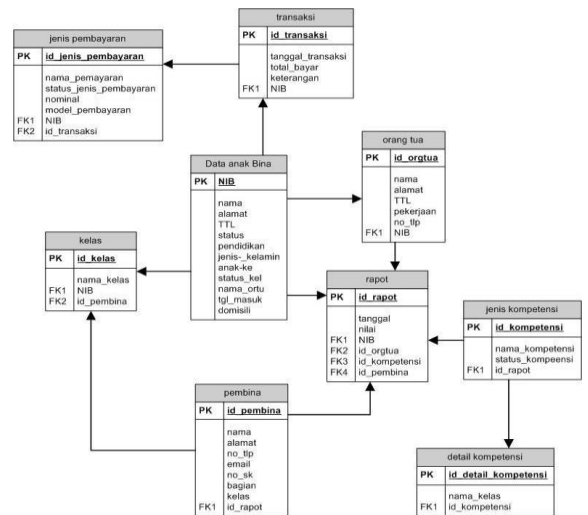 jenis pembayaran
PK id_jenis_pembayaran
nama_pemayaran
status_jenis_pembayaran
nominal
model_pembayaran
FK1 NIB
FK2 id_transaksi
transaksi
PK id_transaksi
tanggal_transaksi
total_bayar
keterangan
FK1 NIB
orang tua
PK id_orgtua
nama
alamat
TTL
pekerjaan
no_tlp
FK1 NIB
Data anak Bina
PK NIB
nama
alamat
TTL
status
pendidikan
jenis-_kelamin
anak-ke
status_kel
nama_ortu
tgl_masuk
domisili
kelas
PK id_kelas
nama_kelas
FK1 NIB
FK2 id_pembina
rapot
PK id_rapot
tanggal
nilai
FK1 NIB
FK2 id_orgtua
FK3 id_kompetensi
FK4 id_pembina
jenis kompetensi
PK id_kompetensi
nama_kompetensi
status_kompeensi
FK1 id_rapot
pembina
PK id_pembina
nama
alamat
no_tlp
email
no_sk
bagian
kelas
FK1 id_rapot
detail kompetensi
PK id_detail_kompetensi
nama_kelas
FK1 id_kompetensi